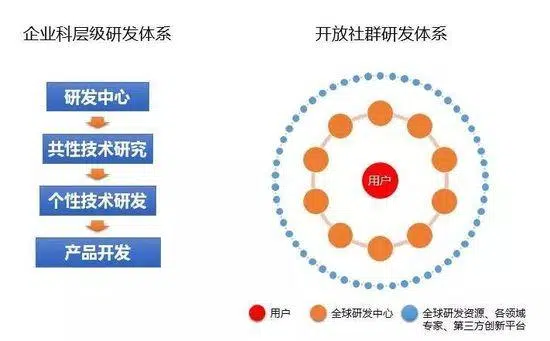 企业科层级研发体系
开放社群研发体系
研发中心
共性技术研究
个性技术研发
产品开发
用户
用户
全球研发中心
全球研发资源、各领域
专家、第三方创新平台